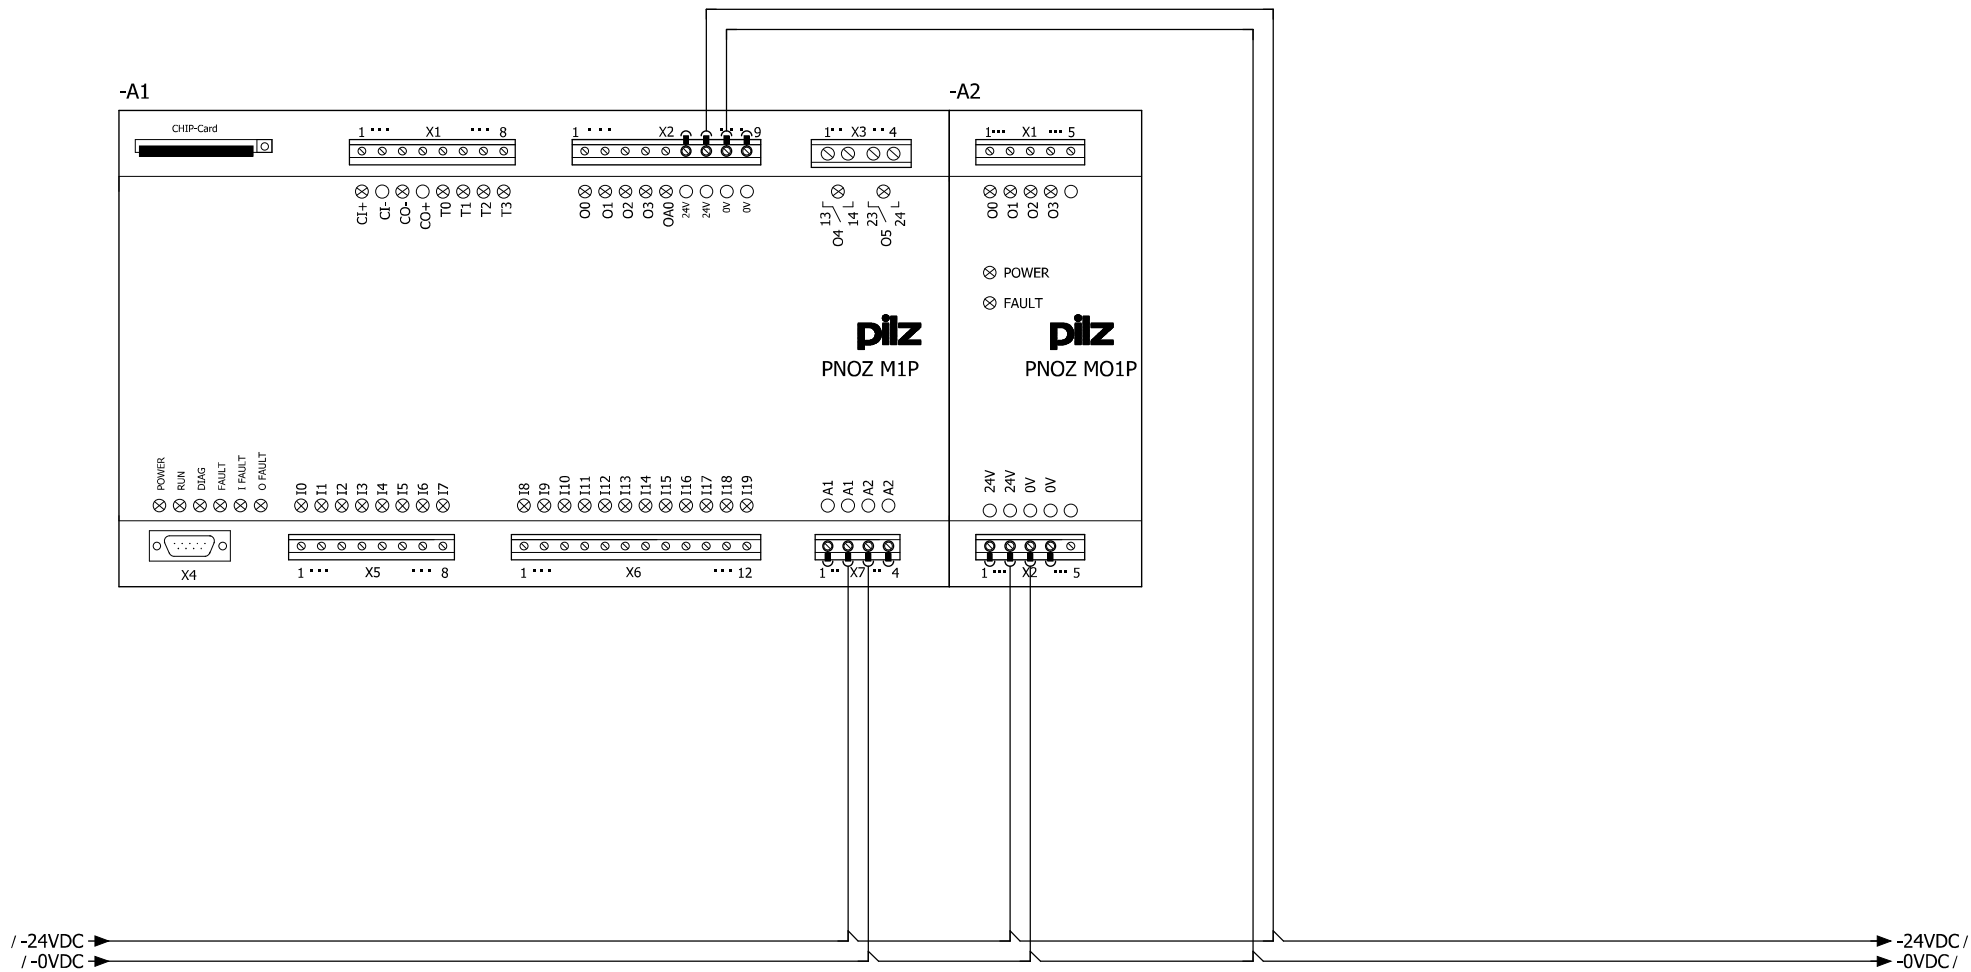 -A1
-A2
CHIP-Card
1 ··· X1 ··· 8
1 ··· X2 ··· 9
1·· X3 ·· 4
1··· X1 ··· 5
CI+ CI- CO- CO+ T0 T1 T2 T3
O0 O1 O2 O3 OA0 24V 24V 0V 0V
13 14 23 24
O4 O5
O0 O1 O2 O3
POWER
FAULT
pilz
PNOZ M1P
pilz
PNOZ MO1P
POWER RUN DIAG FAULT I FAULT O FAULT
I0 I1 I2 I3 I4 I5 I6 I7
I8 I9 I10 I11 I12 I13 I14 I15 I16 I17 I18 I19
A1 A1 A2 A2
24V 24V 0V 0V
X4
1 ··· X5 ··· 8
1 ··· X6 ··· 12
1 ·· X7 ·· 4
1 ··· X2 ··· 5
/ -24VDC
-24VDC /
/ -0VDC
-0VDC /